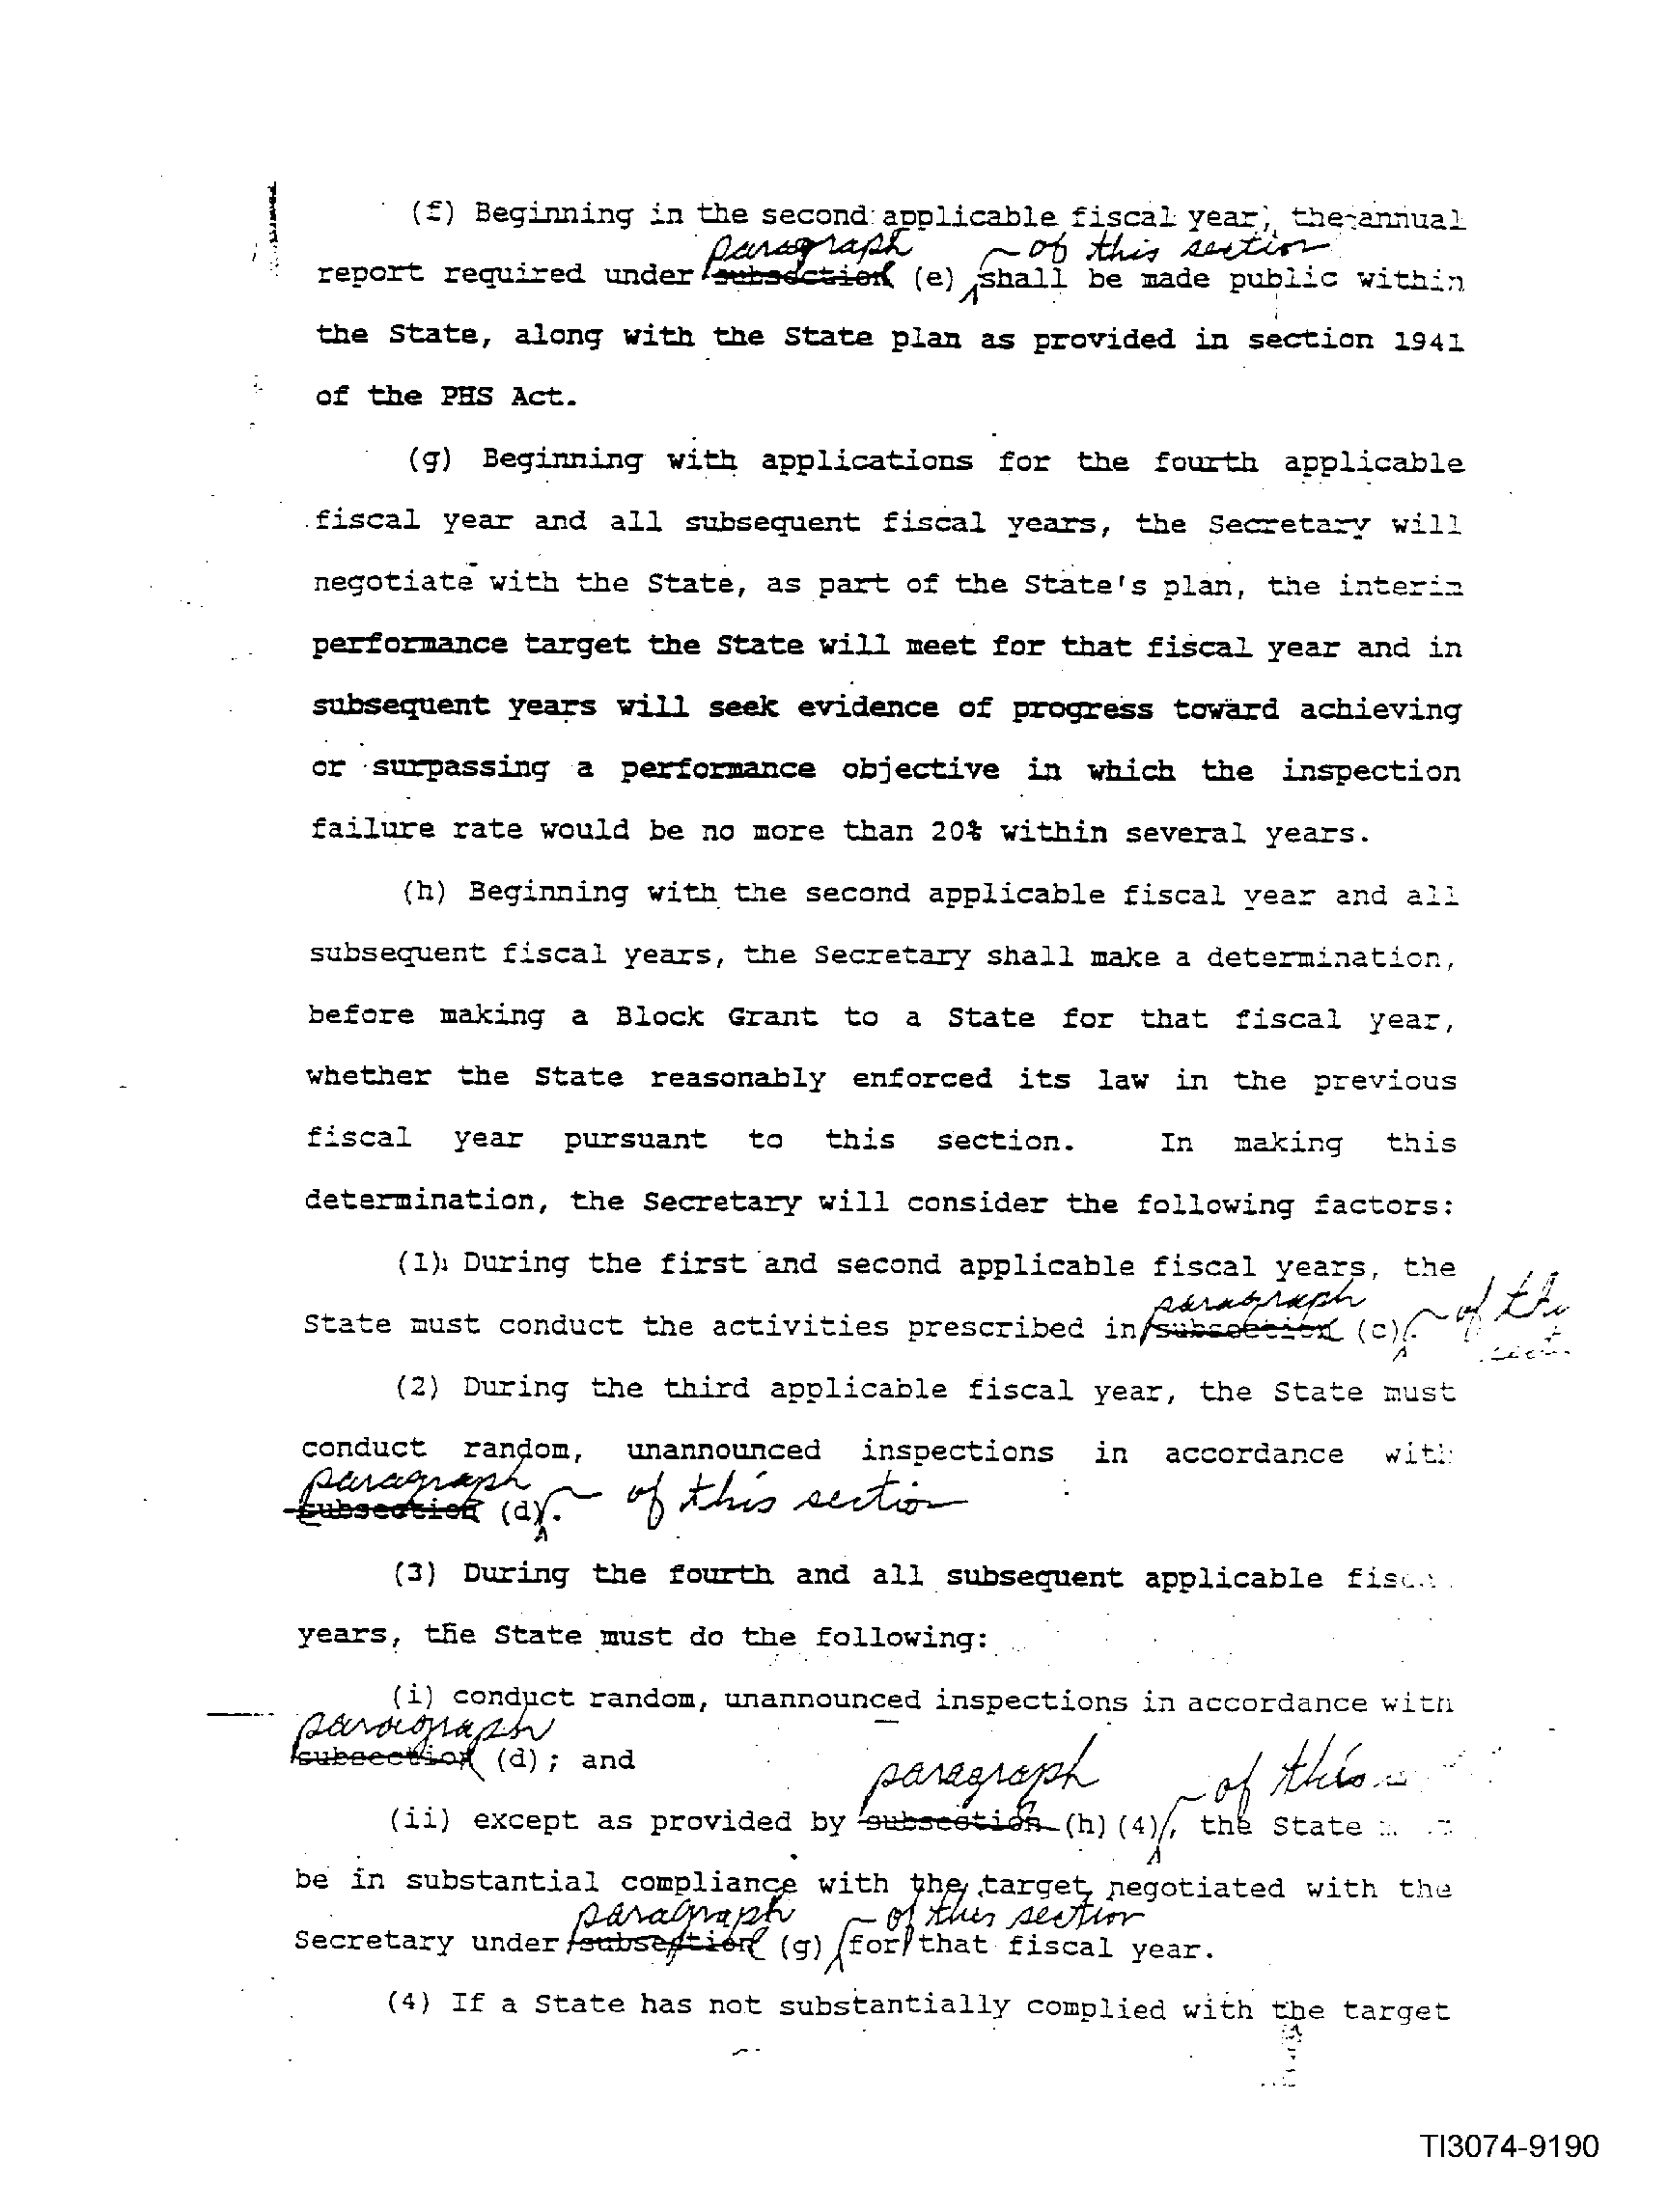 (f) Beginning in the second applicable fiscal year, the annual
paragraph of this section
report required under subsection (e) shall be made public within
the State, along with the State plan as provided in section 1941
of the PHS Act.
(g) Beginning with applications for the fourth applicable
fiscal year and all subsequent fiscal years, the Secretary will
negotiate with the State, as part of the State's plan, the interim
performance target the State will meet for that fiscal year and in
subsequent years will seek evidence of progress toward achieving
or surpassing a performance objective in which the inspection
failure rate would be no more than 20% within several years.
(h) Beginning with the second applicable fiscal year and all
subsequent fiscal years, the Secretary shall make a determination,
before making a Block Grant to a State for that fiscal year,
whether the State reasonably enforced its law in the previous
fiscal year pursuant to this section. In making this
determination, the Secretary will consider the following factors:
(1) During the first and second applicable fiscal years, the
paragraph of the
State must conduct the activities prescribed in subsection (c).
(2) During the third applicable fiscal year, the State must
conduct random, unannounced inspections in accordance with
paragraph of this section
subsection (d).
(3) During the fourth and all subsequent applicable
years, the State must do the following:
(i) conduct random, unannounced inspections in accordance with
paragraph
subsection (d); and
paragraph of this
(ii) except as provided by subsection (h)(4), the State
be in substantial compliance with the target negotiated with the
paragraph of this section
Secretary under subsection (g) for that fiscal year.
(4) If a State has not substantially complied with the target
TI3074-9190